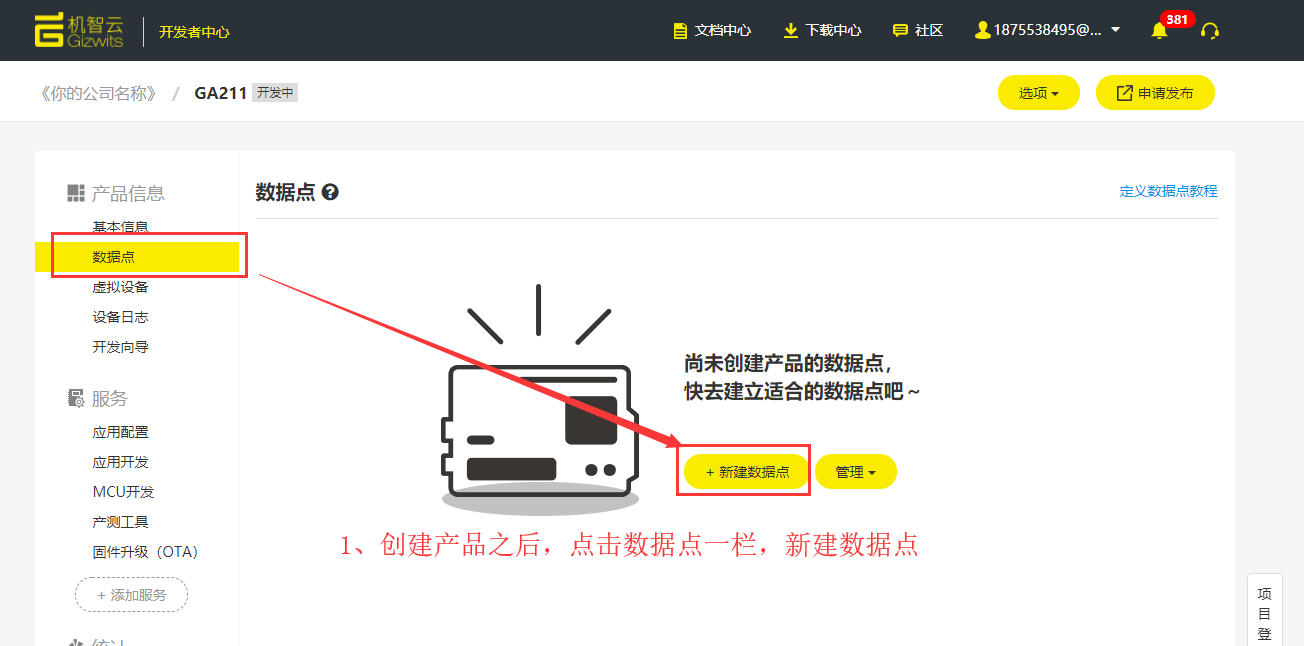 机智云
Gizwits
开发者中心
文档中心
下载中心
社区
1875538495@...
381
《你的公司名称》 / GA211 开发中
选项
申请发布
产品信息
基本信息
数据点
虚拟设备
设备日志
开发向导
服务
应用配置
应用开发
MCU开发
产测工具
固件升级（OTA）
+ 添加服务
统计
数据点
定义数据点教程
尚未创建产品的数据点，
快去建立适合的数据点吧～
+ 新建数据点
管理
1、创建产品之后，点击数据点一栏，新建数据点
项
目
登